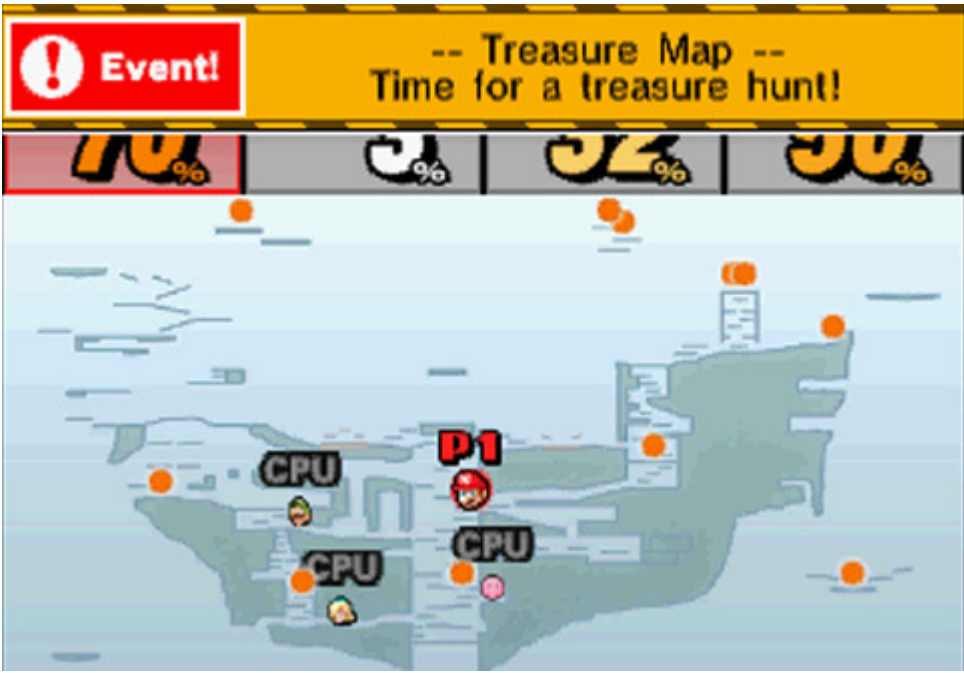 ! Event!
-- Treasure Map --
Time for a treasure hunt!
% % % %
P1
CPU
CPU
CPU